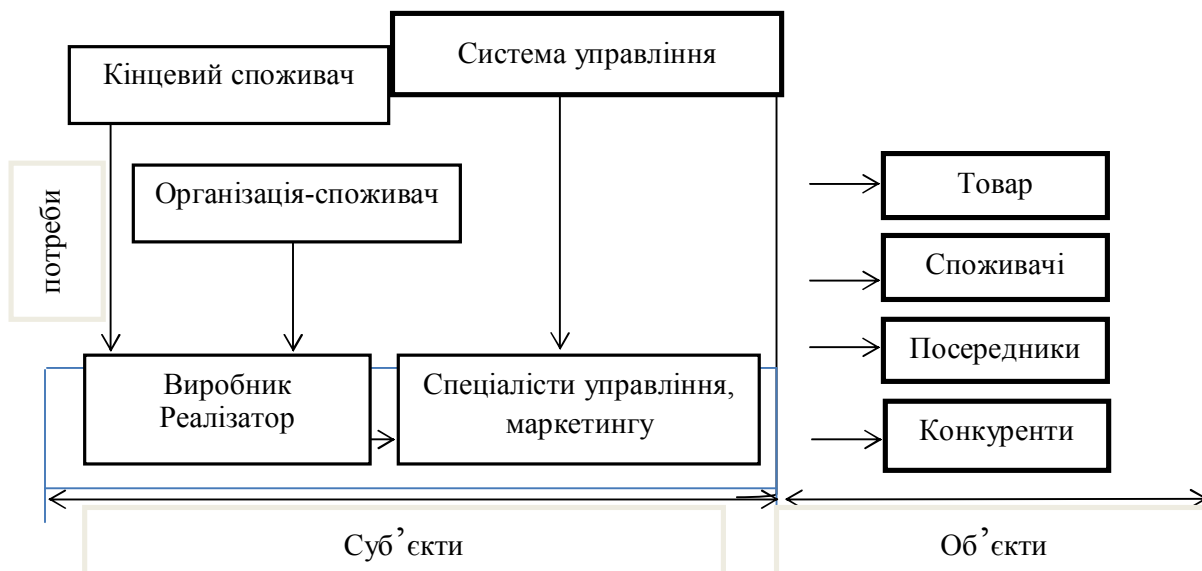 Система управління
Кінцевий споживач
потреби
Організація-споживач
Товар
Споживачі
Посередники
Конкуренти
Виробник
Реалізатор
Спеціалісти управління,
маркетингу
Суб’єкти
Об’єкти